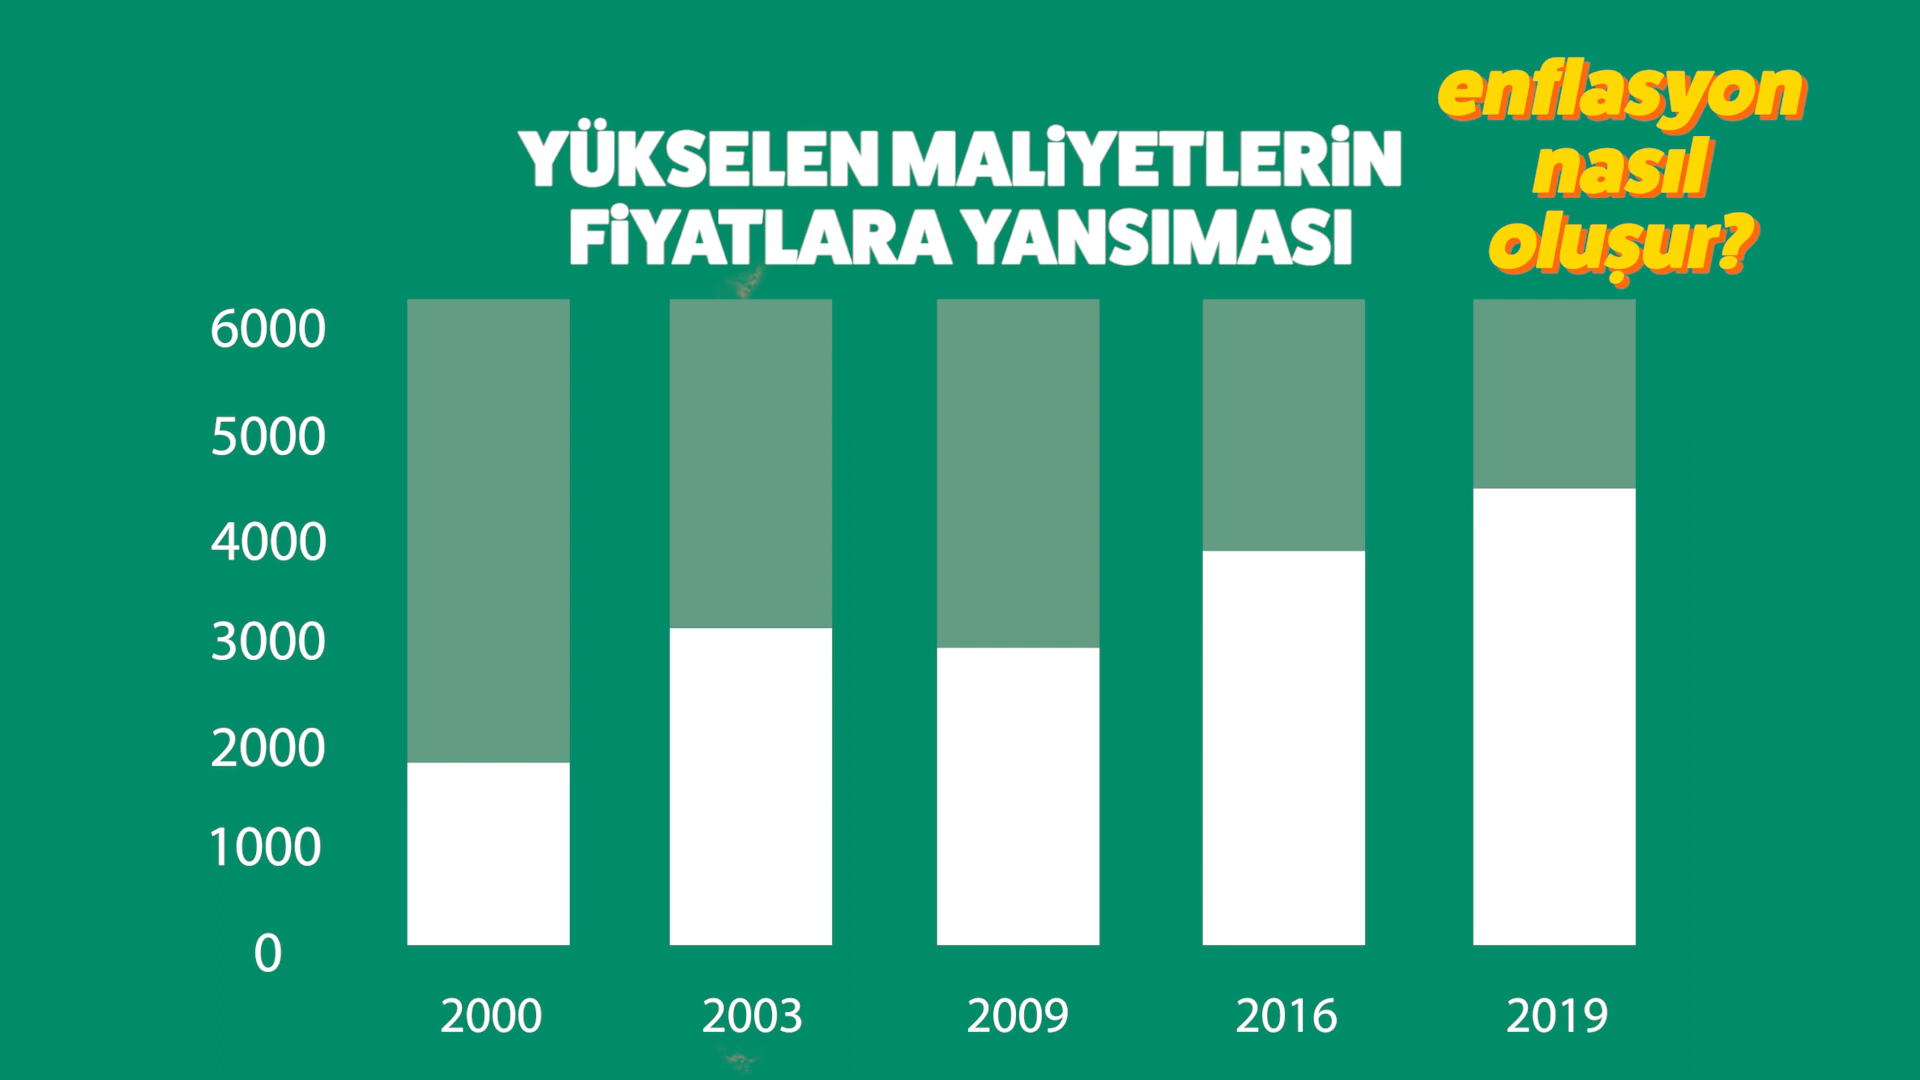 enflasyon
nasıl
oluşur?
YÜKSELEN MALİYETLERİN
FİYATLARA YANSIMASI
6000
5000
4000
3000
2000
1000
0
2000 2003 2009 2016 2019